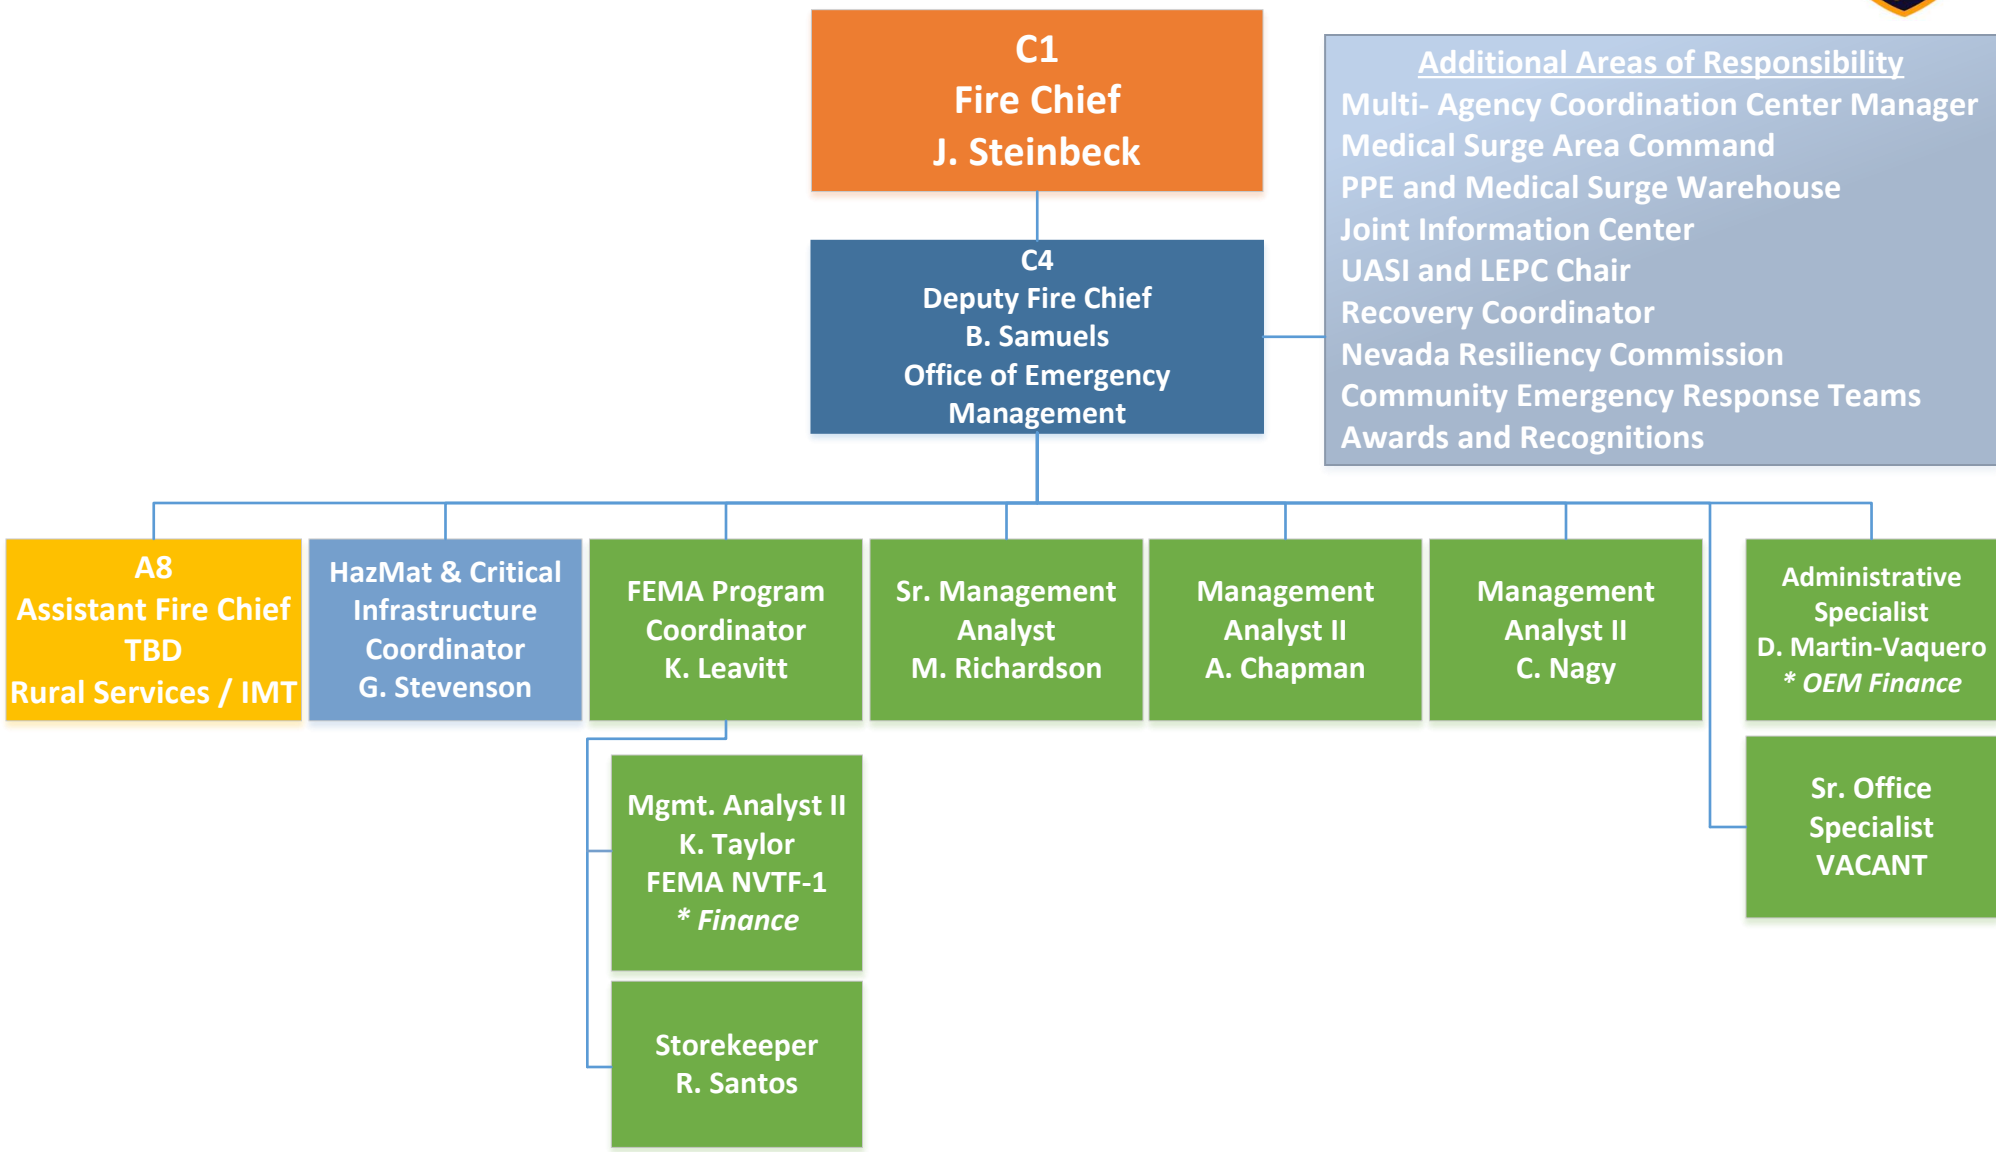 C1
Fire Chief
J. Steinbeck
Additional Areas of Responsibility
Multi- Agency Coordination Center Manager
Medical Surge Area Command
PPE and Medical Surge Warehouse
Joint Information Center
UASI and LEPC Chair
Recovery Coordinator
Nevada Resiliency Commission
Community Emergency Response Teams
Awards and Recognitions
C4
Deputy Fire Chief
B. Samuels
Office of Emergency
Management
A8
Assistant Fire Chief
TBD
Rural Services / IMT
HazMat & Critical
Infrastructure
Coordinator
G. Stevenson
FEMA Program
Coordinator
K. Leavitt
Sr. Management
Analyst
M. Richardson
Management
Analyst II
A. Chapman
Management
Analyst II
C. Nagy
Administrative
Specialist
D. Martin-Vaquero
* OEM Finance
Mgmt. Analyst II
K. Taylor
FEMA NVTF-1
* Finance
Sr. Office
Specialist
VACANT
Storekeeper
R. Santos